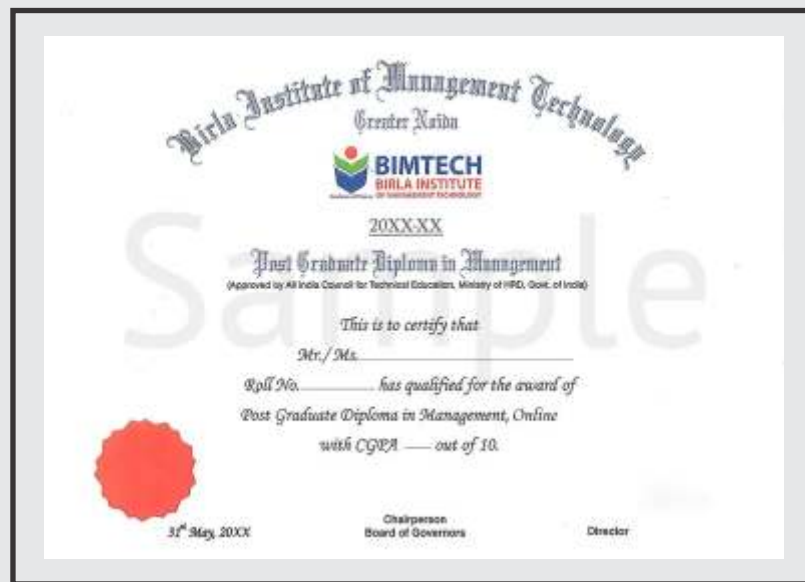 Birla Institute of Management Technology
Greater Noida
BIMTECH
BIRLA INSTITUTE
OF MANAGEMENT TECHNOLOGY
20XX-XX
Post Graduate Diploma in Management
(Approved by All India Council for Technical Education, Ministry of HRD, Govt. of India)
Sample
This is to certify that
Mr./ Ms.
Roll No. has qualified for the award of
Post Graduate Diploma in Management, Online
with CGPA out of 10.
31st May, 20XX
Chairperson
Board of Governors
Director